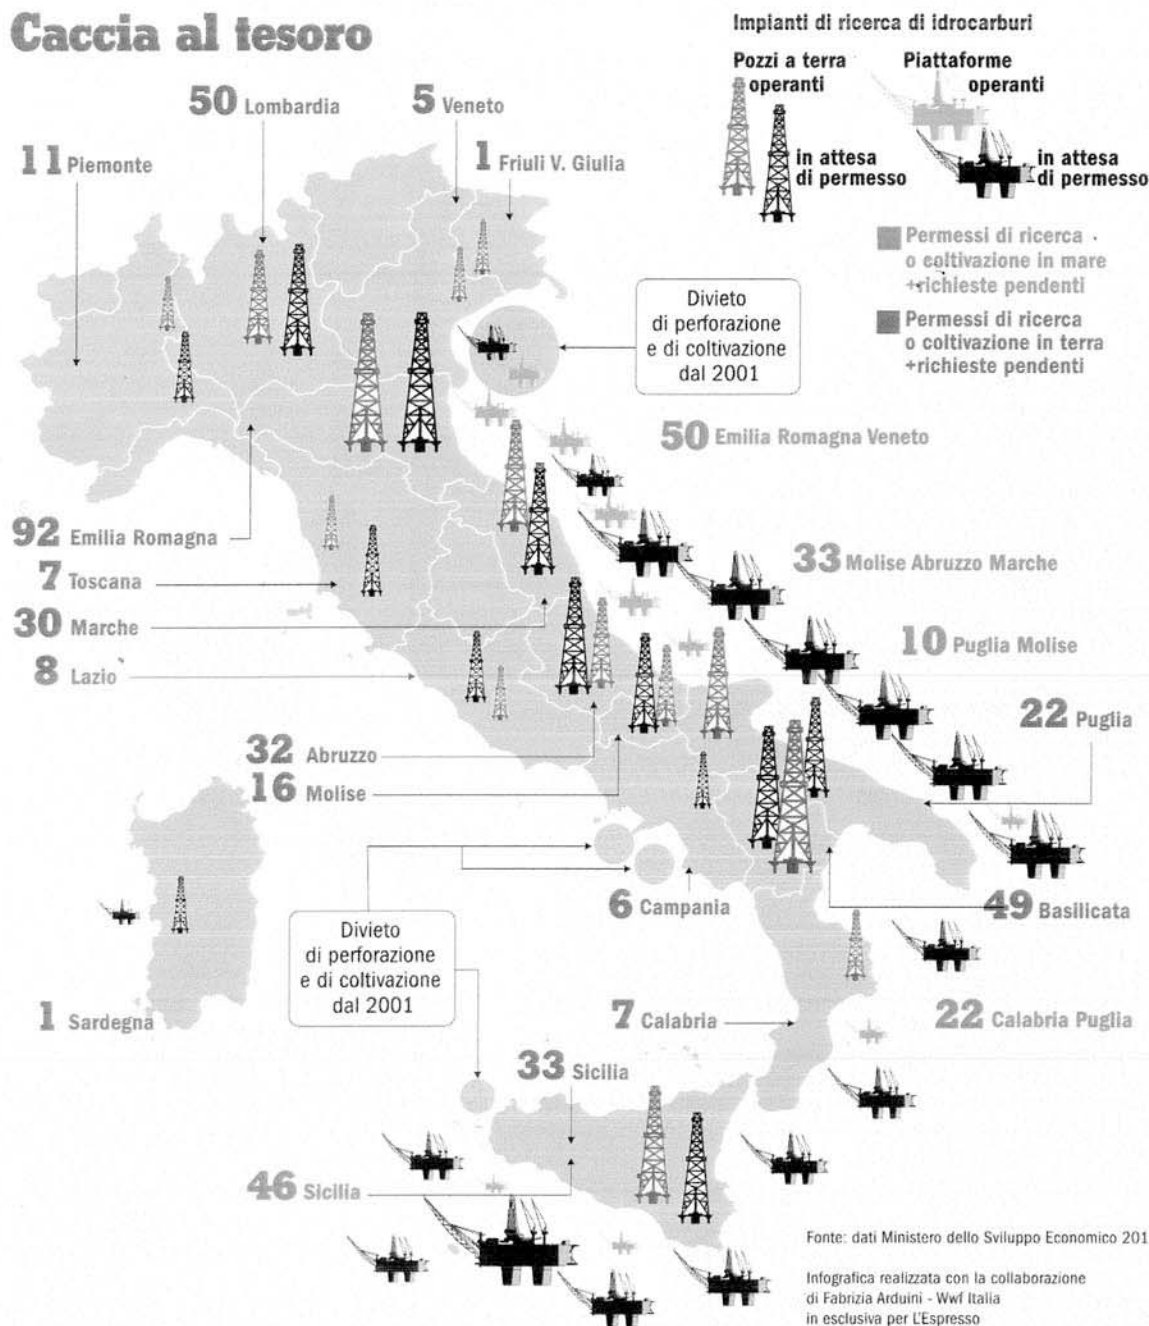 Caccia al tesoro
Impianti di ricerca di idrocarburi
Pozzi a terra
operanti
in attesa
di permesso
Piattaforme
operanti
in attesa
di permesso
Permessi di ricerca
o coltivazione in mare
+richieste pendenti
Permessi di ricerca
o coltivazione in terra
+richieste pendenti
50 Lombardia
5 Veneto
11 Piemonte
1 Friuli V. Giulia
Divieto
di perforazione
e di coltivazione
dal 2001
50 Emilia Romagna Veneto
92 Emilia Romagna
7 Toscana
33 Molise Abruzzo Marche
30 Marche
10 Puglia Molise
8 Lazio
22 Puglia
32 Abruzzo
16 Molise
6 Campania
49 Basilicata
Divieto
di perforazione
e di coltivazione
dal 2001
1 Sardegna
7 Calabria
22 Calabria Puglia
33 Sicilia
46 Sicilia
Fonte: dati Ministero dello Sviluppo Economico 201
Infografica realizzata con la collaborazione
di Fabrizia Arduini - Wwf Italia
in esclusiva per L'Espresso